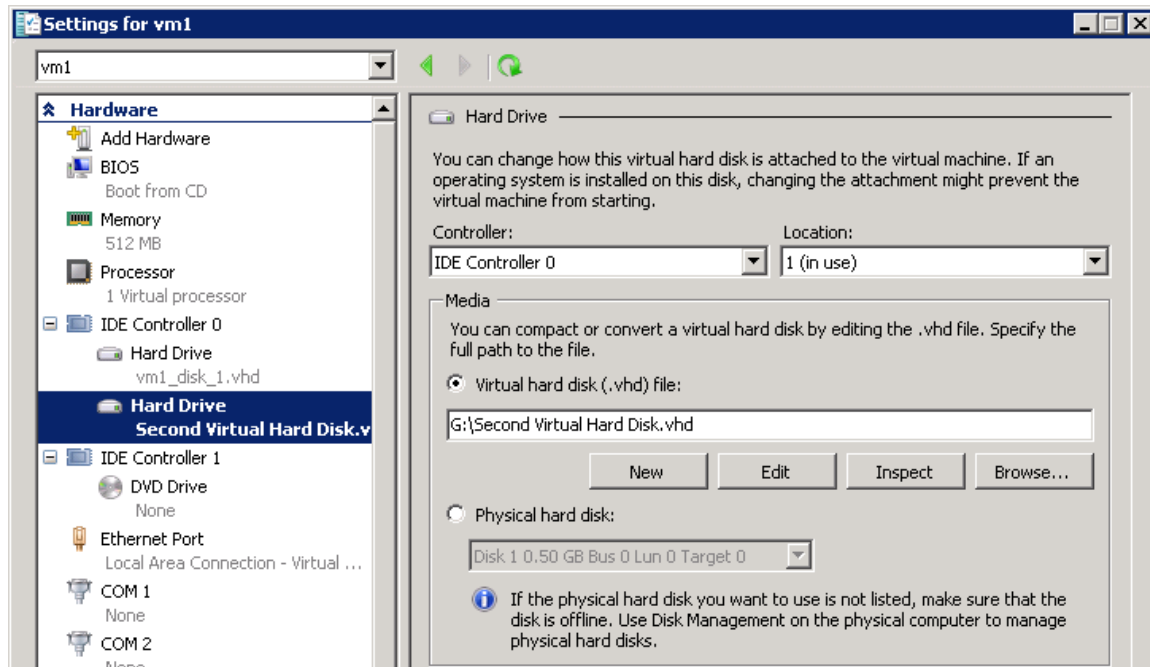 Settings for vm1
vm1
Hardware
Add Hardware
BIOS
Boot from CD
Memory
512 MB
Processor
1 Virtual processor
IDE Controller 0
Hard Drive
vm1_disk_1.vhd
Hard Drive
Second Virtual Hard Disk.v
IDE Controller 1
DVD Drive
None
Ethernet Port
Local Area Connection - Virtual ...
COM 1
None
COM 2
None
Hard Drive
You can change how this virtual hard disk is attached to the virtual machine. If an
operating system is installed on this disk, changing the attachment might prevent the
virtual machine from starting.
Controller:
Location:
IDE Controller 0
1 (in use)
Media
You can compact or convert a virtual hard disk by editing the .vhd file. Specify the
full path to the file.
Virtual hard disk (.vhd) file:
G:\Second Virtual Hard Disk.vhd
New
Edit
Inspect
Browse...
Physical hard disk:
Disk 1 0.50 GB Bus 0 Lun 0 Target 0
If the physical hard disk you want to use is not listed, make sure that the
disk is offline. Use Disk Management on the physical computer to manage
physical hard disks.